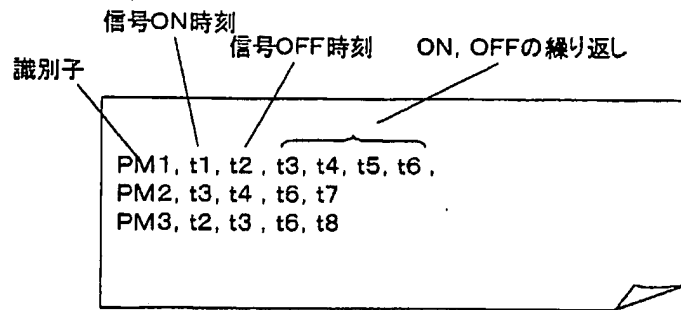 信号ON時刻
信号OFF時刻
ON, OFFの繰り返し
識別子
PM1, t1, t2 , t3, t4, t5, t6 ,
PM2, t3, t4 , t6, t7
PM3, t2, t3 , t6, t8